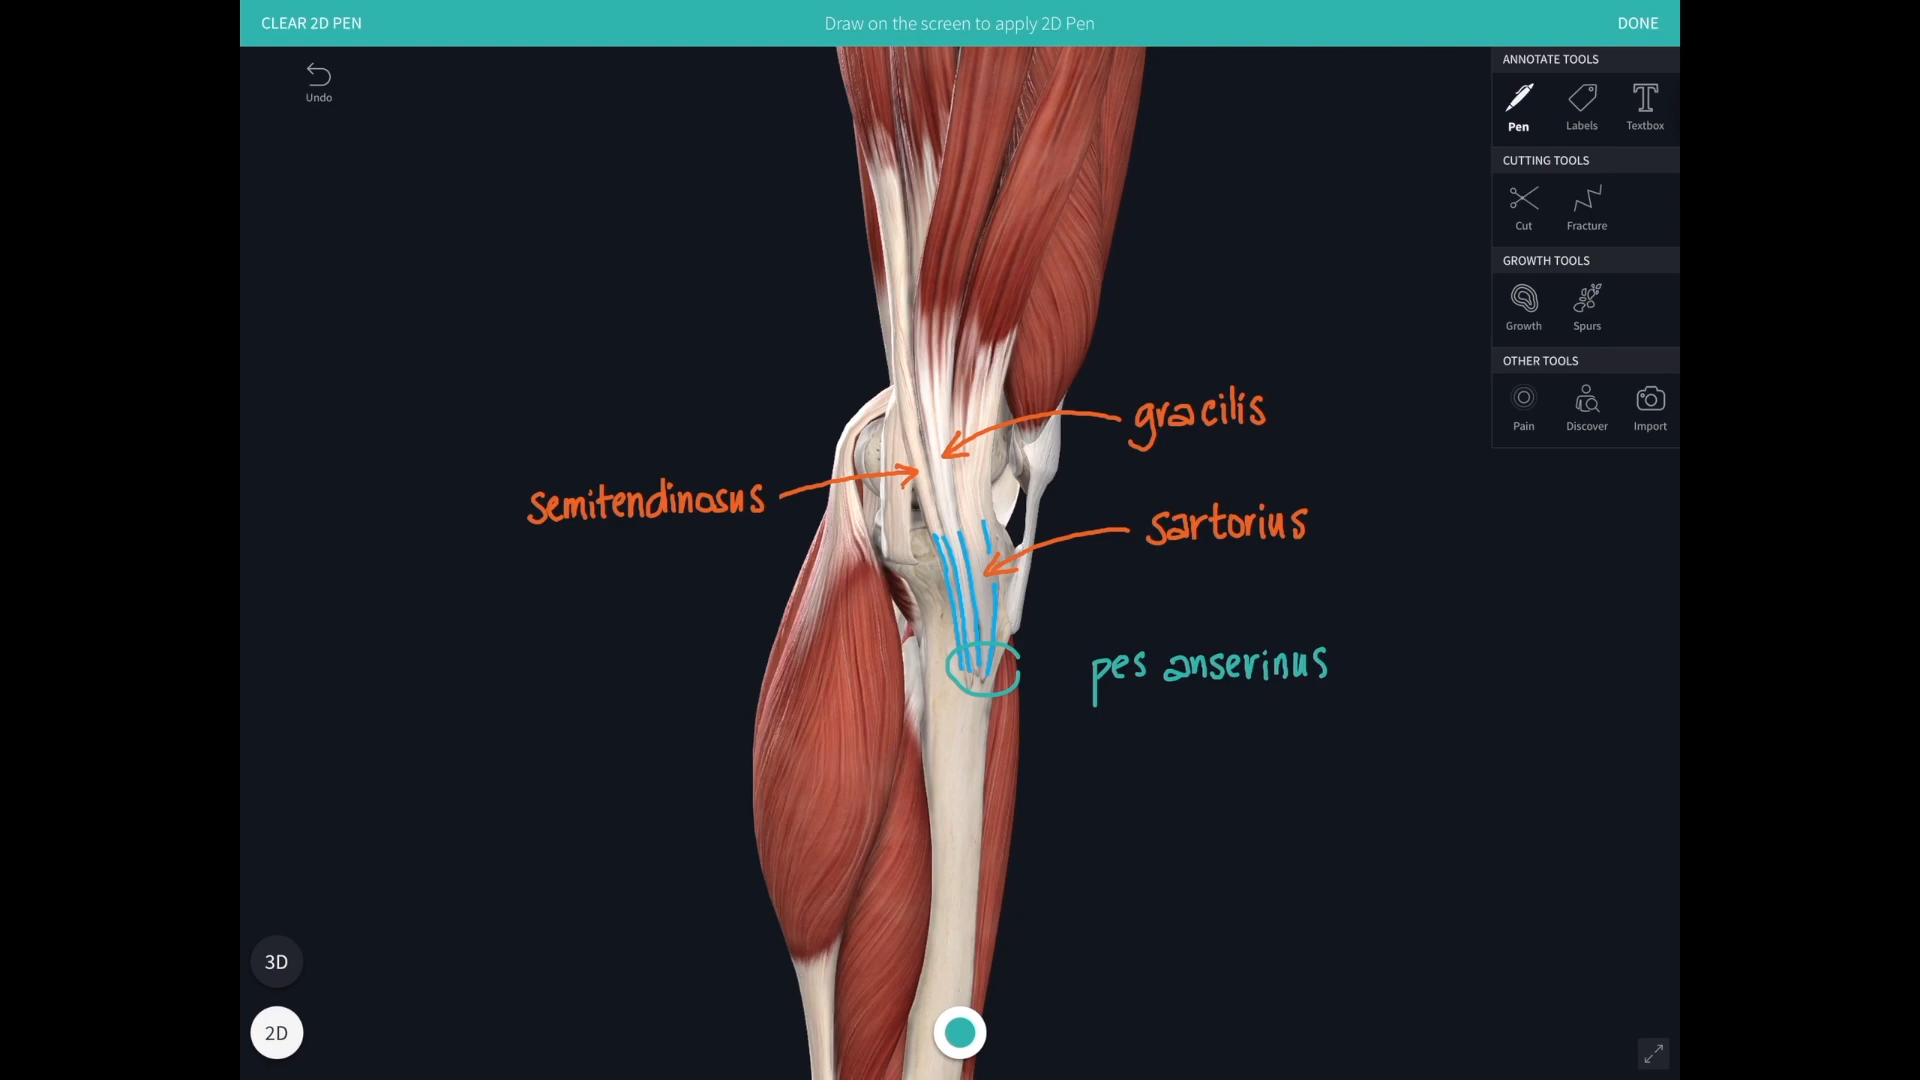 CLEAR 2D PEN
Draw on the screen to apply 2D Pen
DONE
Undo
ANNOTATE TOOLS
Pen
Labels
Textbox
CUTTING TOOLS
Cut
Fracture
GROWTH TOOLS
Growth
Spurs
OTHER TOOLS
Pain
Discover
Import
gracilis
semitendinosus
sartorius
pes anserinus
3D
2D